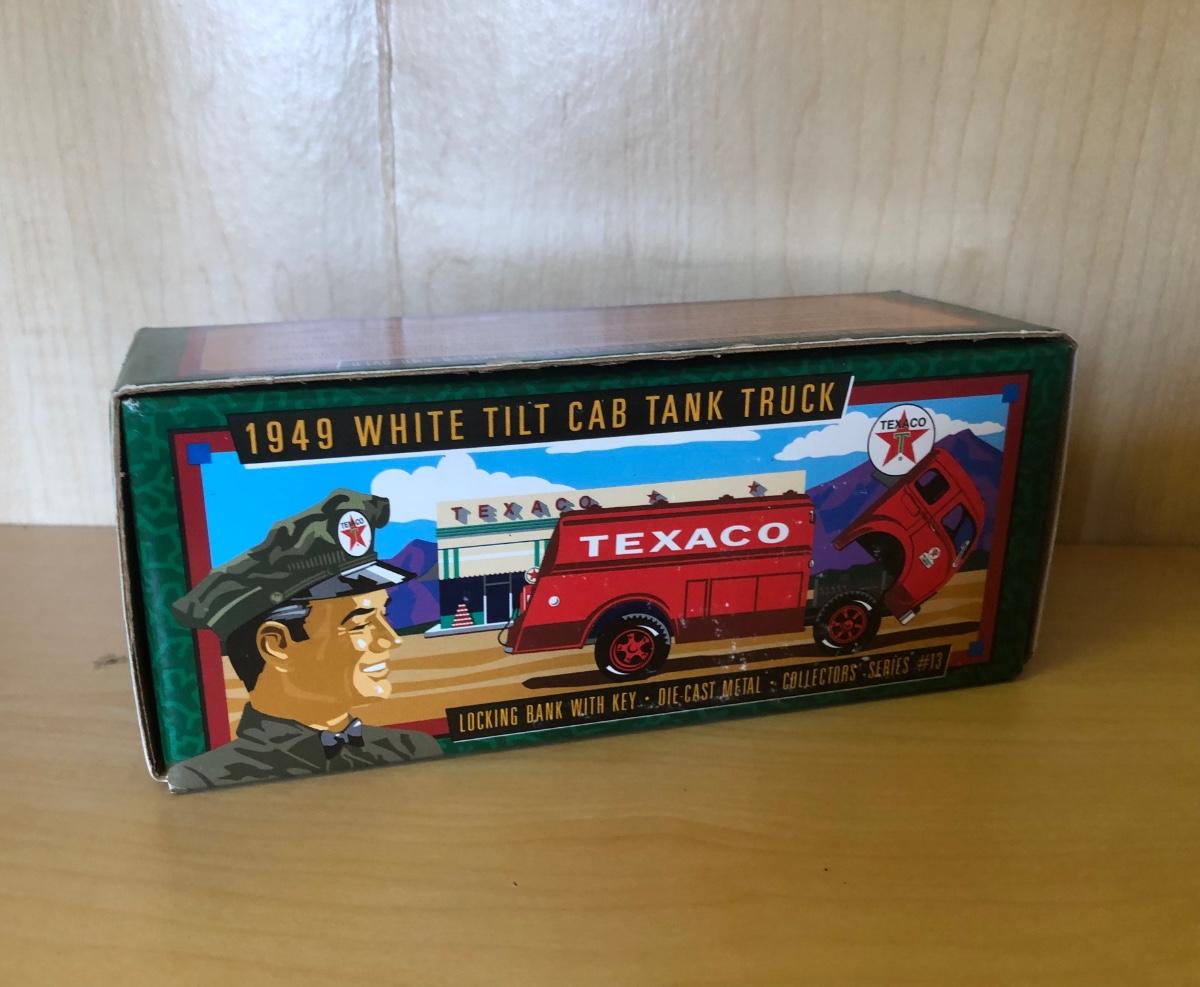 1949 WHITE TILT CAB TANK TRUCK
TEXACO
T
®
TEXACO
TEXACO
T
TEXACO
LOCKING BANK WITH KEY • DIE-CAST METAL • COLLECTORS' SERIES #13